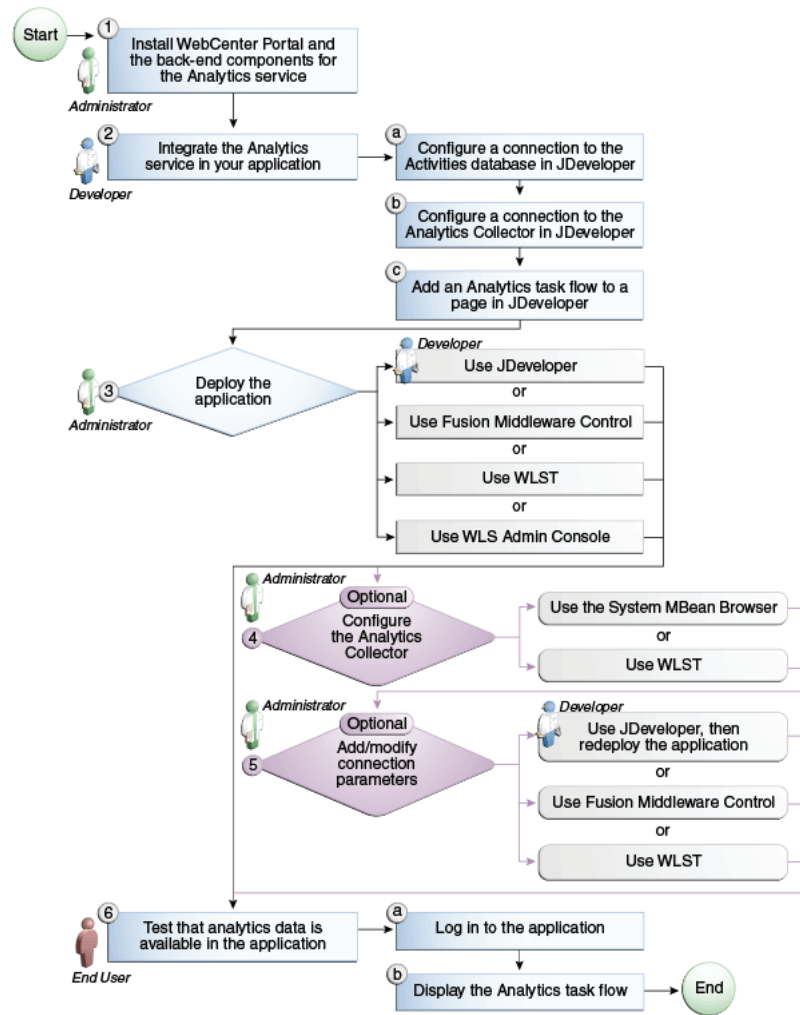 Start
1
Install WebCenter Portal and
the back-end components for
the Analytics service
Administrator
2
Integrate the Analytics
service in your application
Developer
a
Configure a connection to the
Activities database in JDeveloper
b
Configure a connection to the
Analytics Collector in JDeveloper
c
Add an Analytics task flow to a
page in JDeveloper
3
Deploy the
application
Administrator
Developer
Use JDeveloper
or
Use Fusion Middleware Control
or
Use WLST
or
Use WLS Admin Console
Administrator
Optional
4
Configure
the Analytics
Collector
Use the System MBean Browser
or
Use WLST
Administrator
Optional
5
Add/modify
connection
parameters
Developer
Use JDeveloper, then
redeploy the application
or
Use Fusion Middleware Control
or
Use WLST
6
Test that analytics data is
available in the application
End User
a
Log in to the application
b
Display the Analytics task flow
End